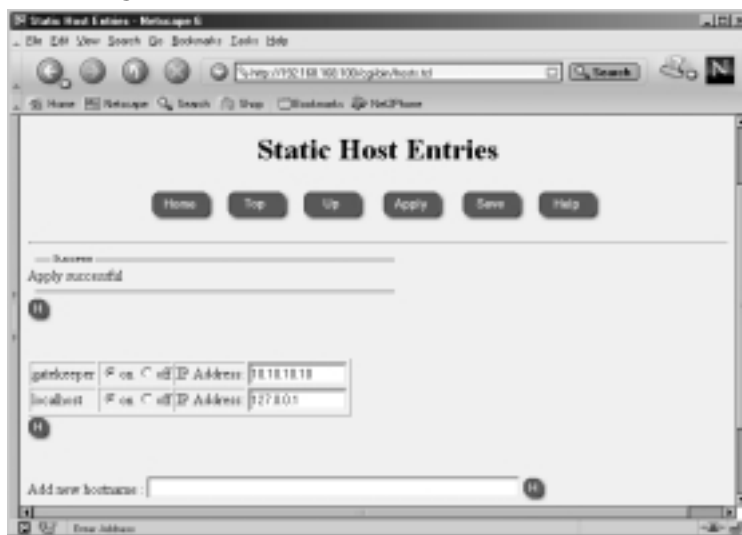 Static Host Entries - Netscape 6
File Edit View Search Go Bookmarks Tasks Help
Search
N
Home Netscape Search Shop Bookmarks Net2Phone
Static Host Entries
Home Top Up Apply Save Help
Success
Apply successful
H
gatekeeper on off IP Address: 10.10.10.10
localhost on off IP Address: 127.0.0.1
H
Add new hostname : H